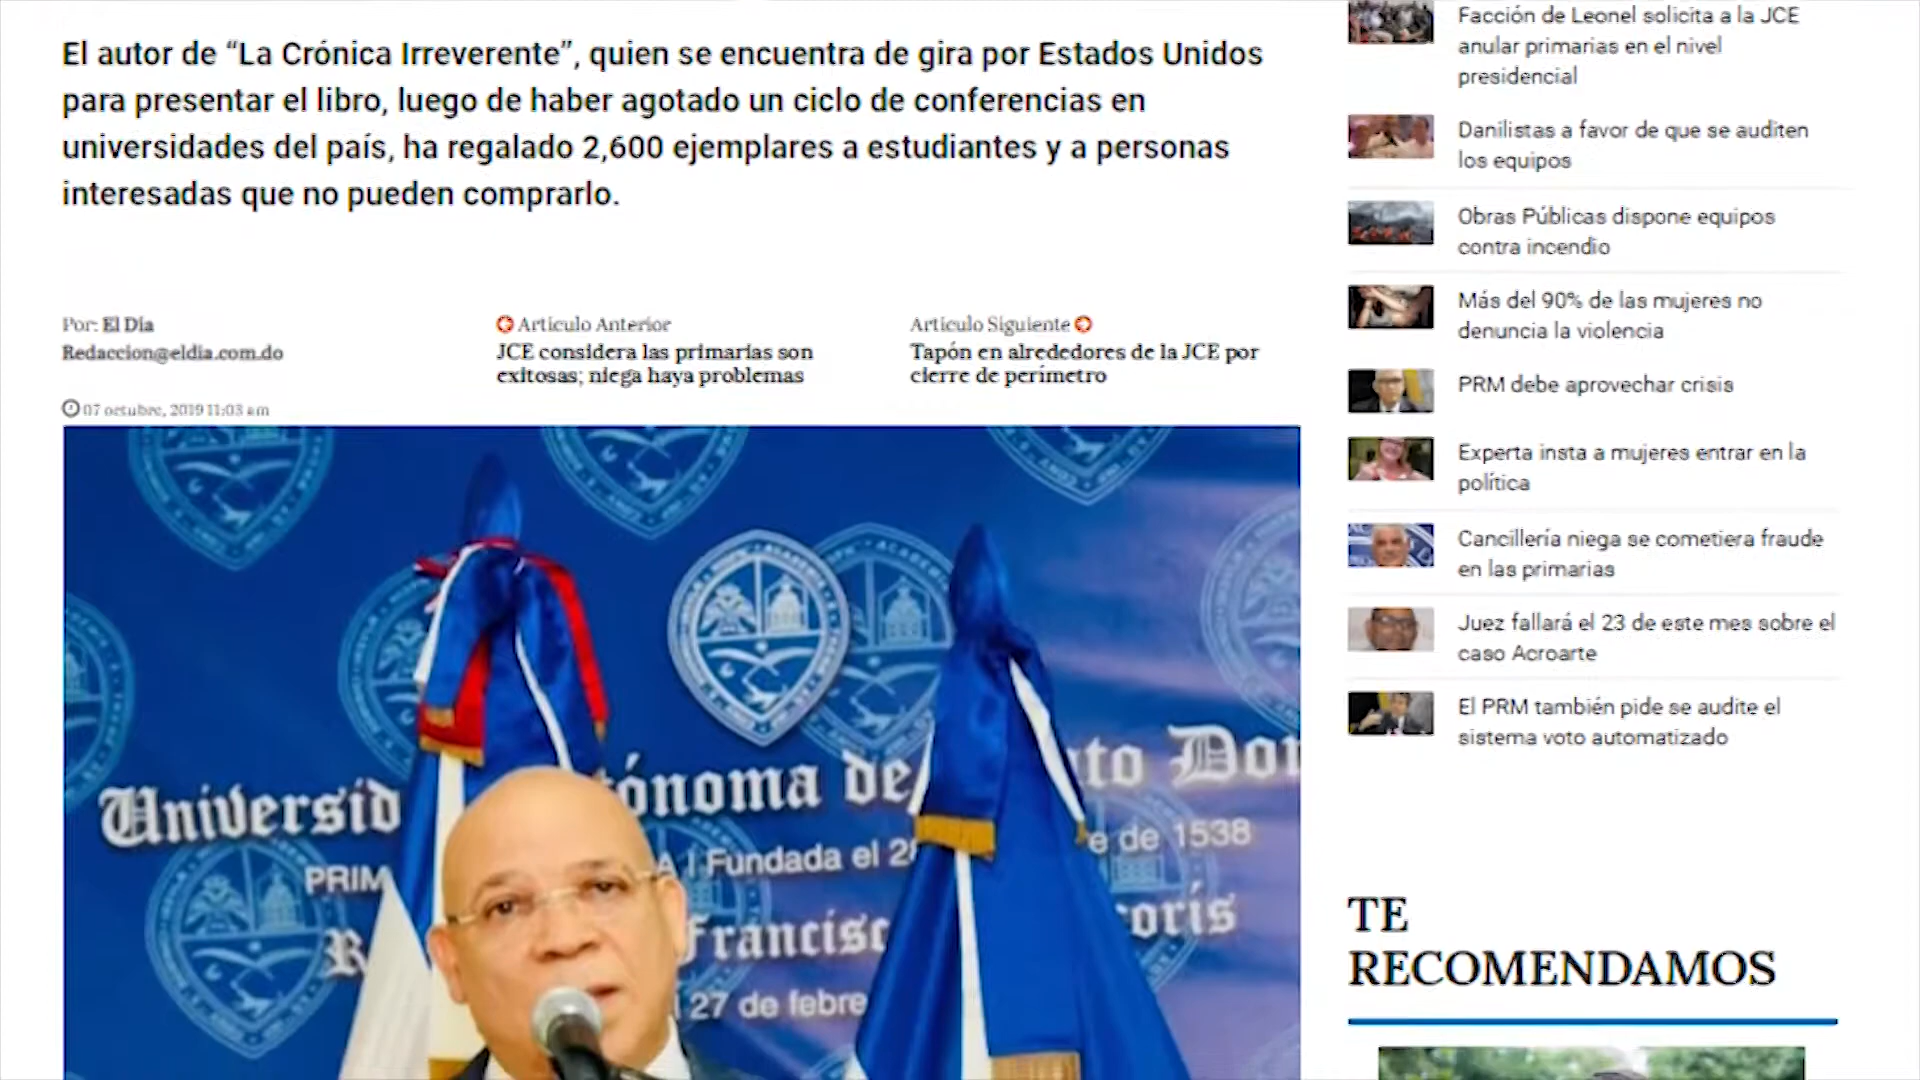 El autor de “La Crónica Irreverente”, quien se encuentra de gira por Estados Unidos
para presentar el libro, luego de haber agotado un ciclo de conferencias en
universidades del país, ha regalado 2,600 ejemplares a estudiantes y a personas
interesadas que no pueden comprarlo.
Por: El Día
Redaccion@eldia.com.do
07 octubre, 2019 11:03 am
Artículo Anterior
JCE considera las primarias son
exitosas; niega haya problemas
Artículo Siguiente
Tapón en alrededores de la JCE por
cierre de perímetro
Universid tónoma de to Dom
PRIM A | Fundada el 28 e de 1538
Francisc orís
27 de febre
Facción de Leonel solicita a la JCE
anular primarias en el nivel
presidencial
Danilistas a favor de que se auditen
los equipos
Obras Públicas dispone equipos
contra incendio
Más del 90% de las mujeres no
denuncia la violencia
PRM debe aprovechar crisis
Experta insta a mujeres entrar en la
política
Cancillería niega se cometiera fraude
en las primarias
Juez fallará el 23 de este mes sobre el
caso Acroarte
El PRM también pide se audite el
sistema voto automatizado
TE
RECOMENDAMOS